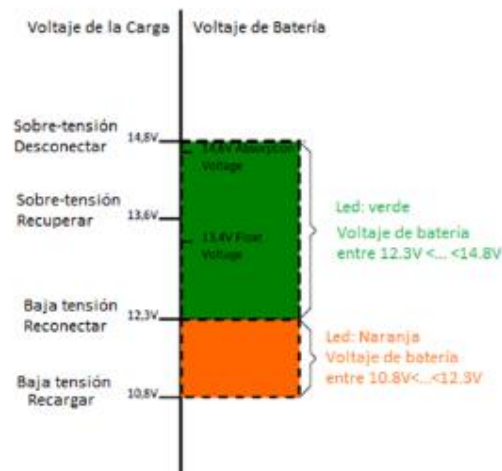 Voltaje de la Carga
Voltaje de Batería
Sobre-tensión
Desconectar
14,8V
Voltage
Sobre-tensión
Recuperar
13,6V
13,4V Float
Voltage
Led: verde
Voltaje de batería
entre 12.3V <... <14.8V
Baja tensión
Reconectar
12,3V
Led: Naranja
Voltaje de batería
entre 10.8V<...<12.3V
Baja tensión
Recargar
10,8V